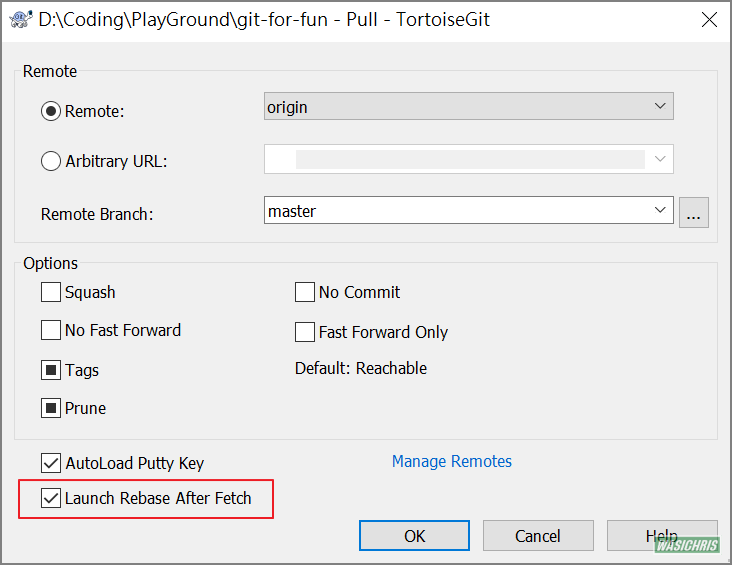 D:\Coding\PlayGround\git-for-fun - Pull - TortoiseGit
Remote
Remote:
origin
Arbitrary URL:
Remote Branch:
master
...
Options
Squash
No Commit
No Fast Forward
Fast Forward Only
Tags
Default: Reachable
Prune
AutoLoad Putty Key
Manage Remotes
Launch Rebase After Fetch
OK
Cancel
Help
WASICHRIS